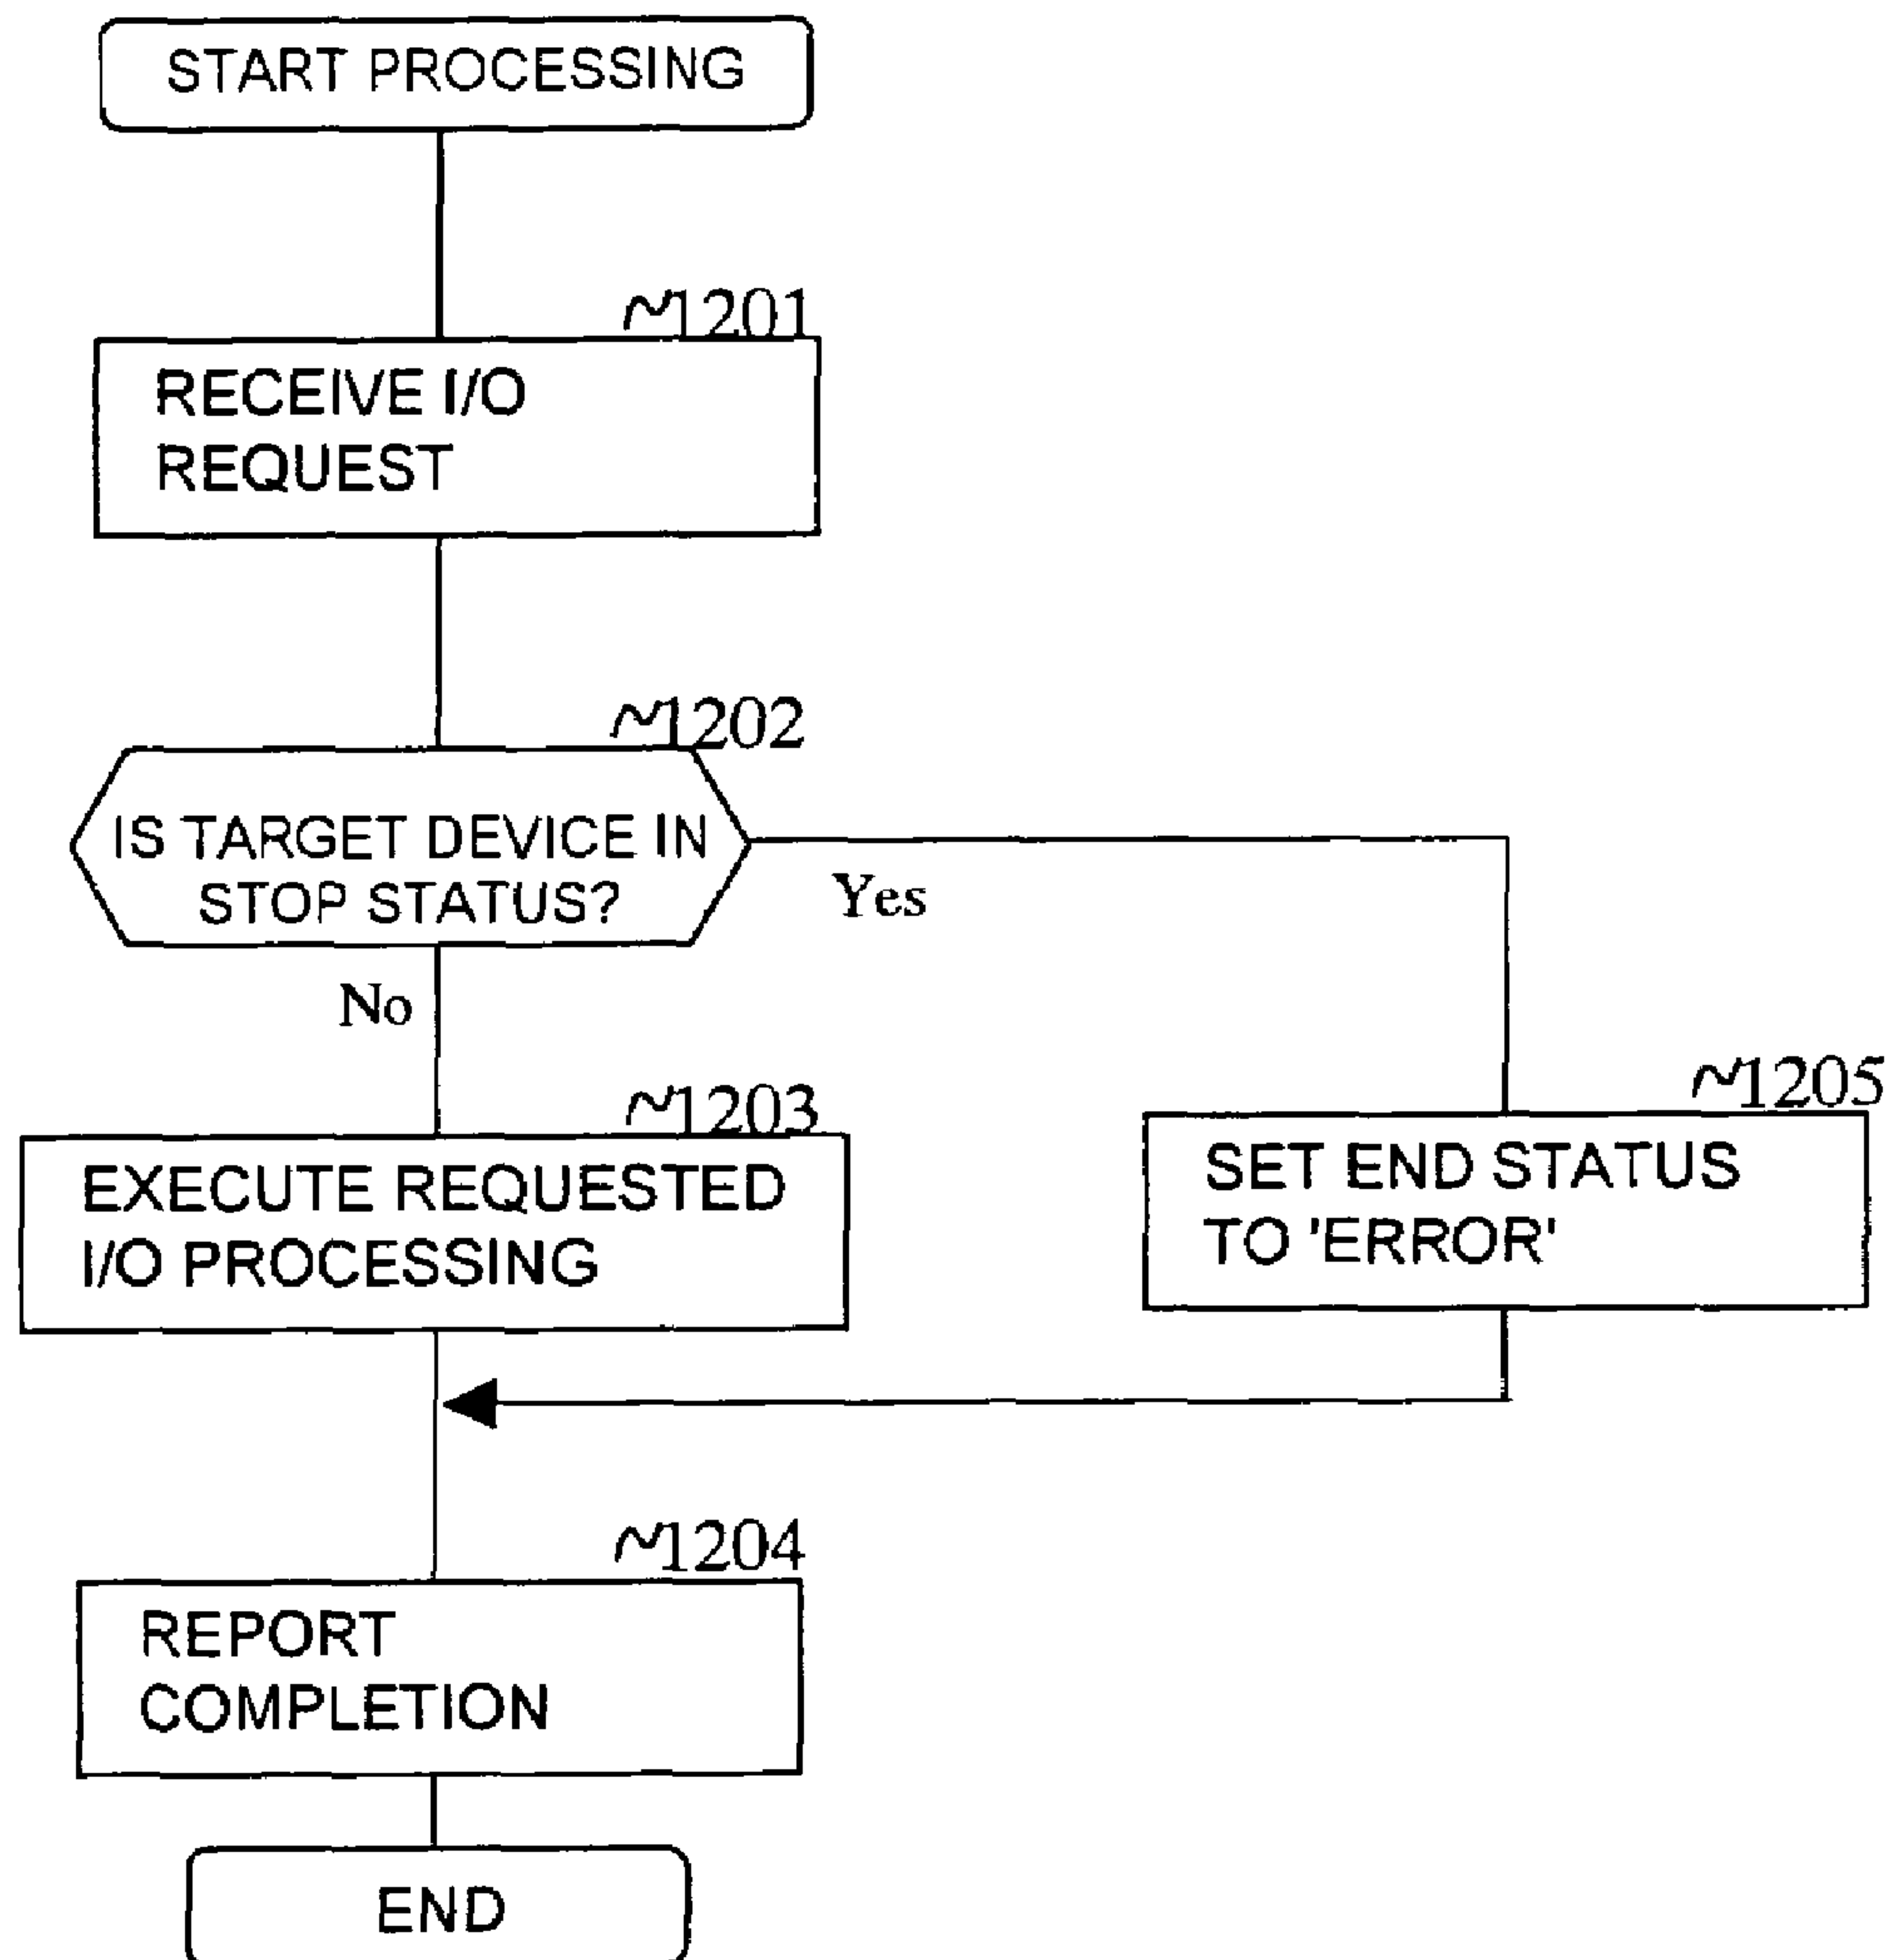 START PROCESSING
~1201
RECEIVE I/O
REQUEST
~1202
IS TARGET DEVICE IN
STOP STATUS?
Yes
No
~1203
EXECUTE REQUESTED
I/O PROCESSING
~1205
SET END STATUS
TO 'ERROR'
~1204
REPORT
COMPLETION
END